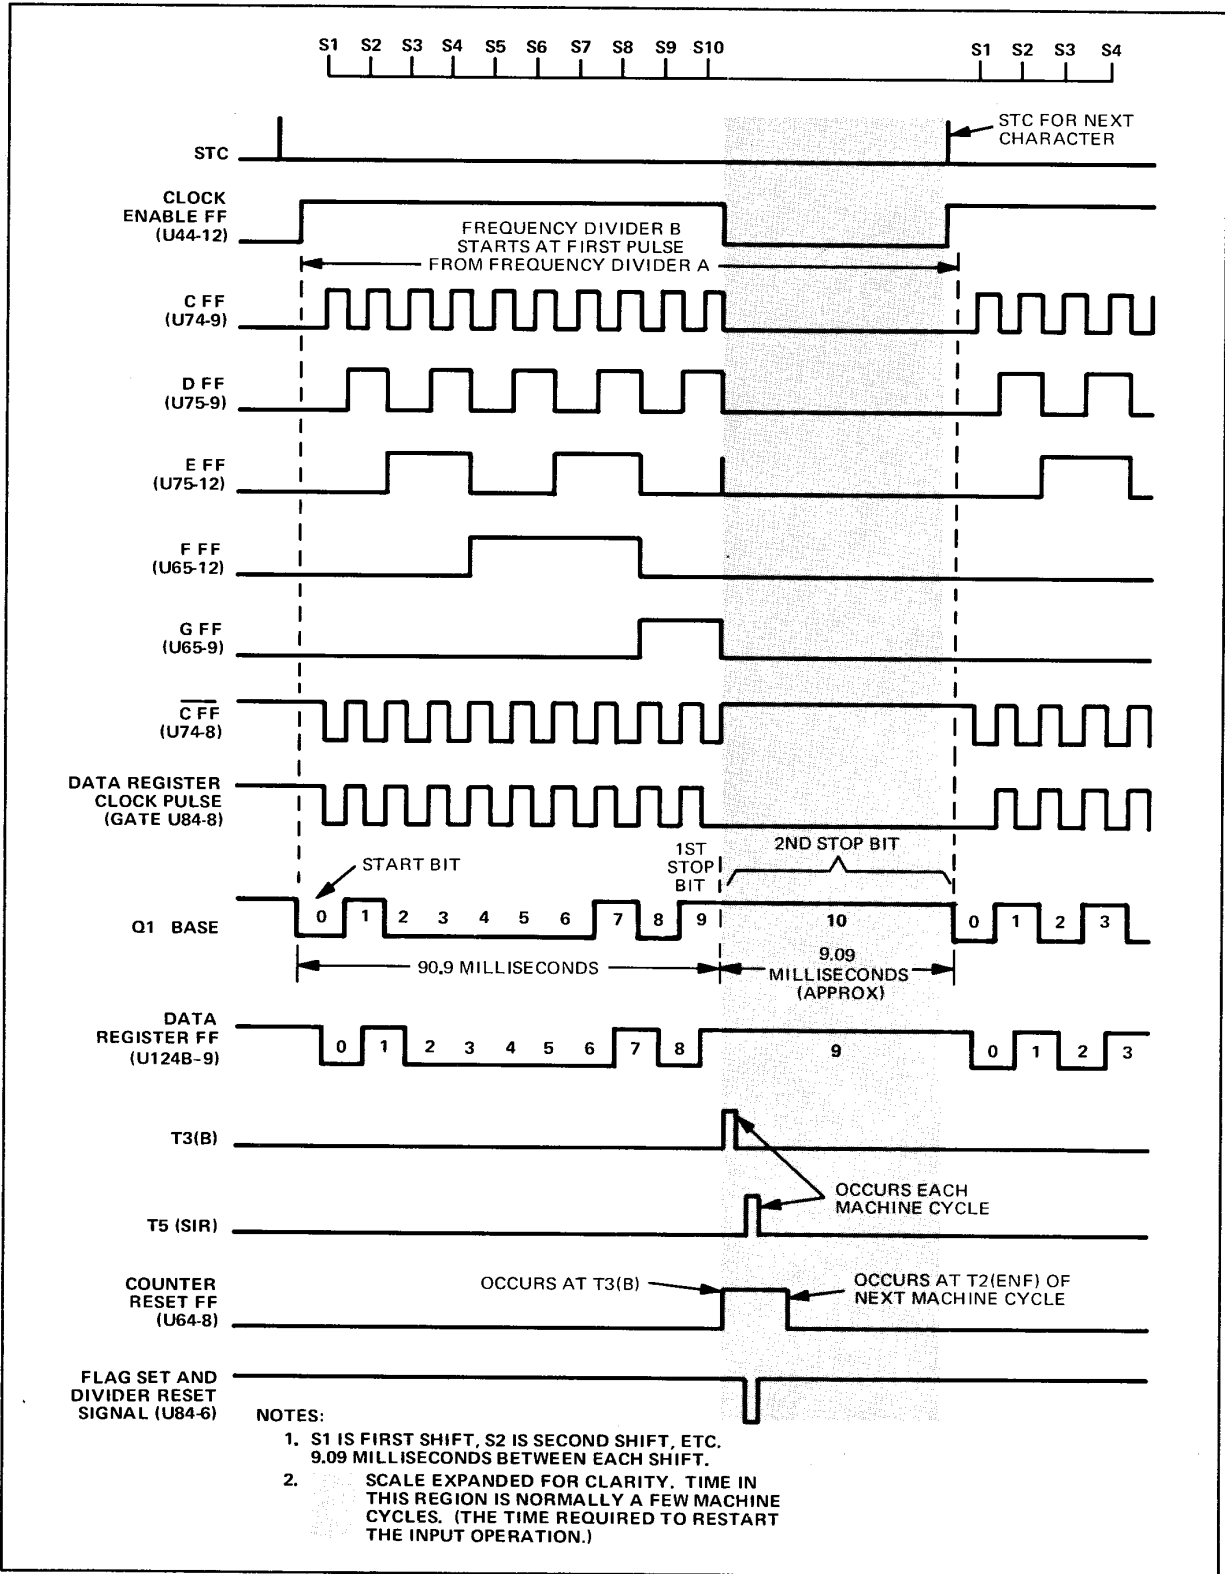 S1 S2 S3 S4 S5 S6 S7 S8 S9 S10 S1 S2 S3 S4
STC
STC FOR NEXT
CHARACTER
CLOCK
ENABLE FF
(U44-12)
FREQUENCY DIVIDER B
STARTS AT FIRST PULSE
FROM FREQUENCY DIVIDER A
C FF
(U74-9)
D FF
(U75-9)
E FF
(U75-12)
F FF
(U65-12)
G FF
(U65-9)
C FF
(U74-8)
DATA REGISTER
CLOCK PULSE
(GATE U84-8)
START BIT
1ST
STOP
BIT
2ND STOP BIT
Q1 BASE
0 1 2 3 4 5 6 7 8 9 10 0 1 2 3
90.9 MILLISECONDS
9.09
MILLISECONDS
(APPROX)
DATA
REGISTER FF
(U124B-9)
0 1 2 3 4 5 6 7 8 9 0 1 2 3
T3(B)
OCCURS EACH
MACHINE CYCLE
T5 (SIR)
COUNTER
RESET FF
(U64-8)
OCCURS AT T3(B)
OCCURS AT T2(ENF) OF
NEXT MACHINE CYCLE
FLAG SET AND
DIVIDER RESET
SIGNAL (U84-6)
NOTES:
1. S1 IS FIRST SHIFT, S2 IS SECOND SHIFT, ETC.
9.09 MILLISECONDS BETWEEN EACH SHIFT.
2. SCALE EXPANDED FOR CLARITY. TIME IN
THIS REGION IS NORMALLY A FEW MACHINE
CYCLES. (THE TIME REQUIRED TO RESTART
THE INPUT OPERATION.)